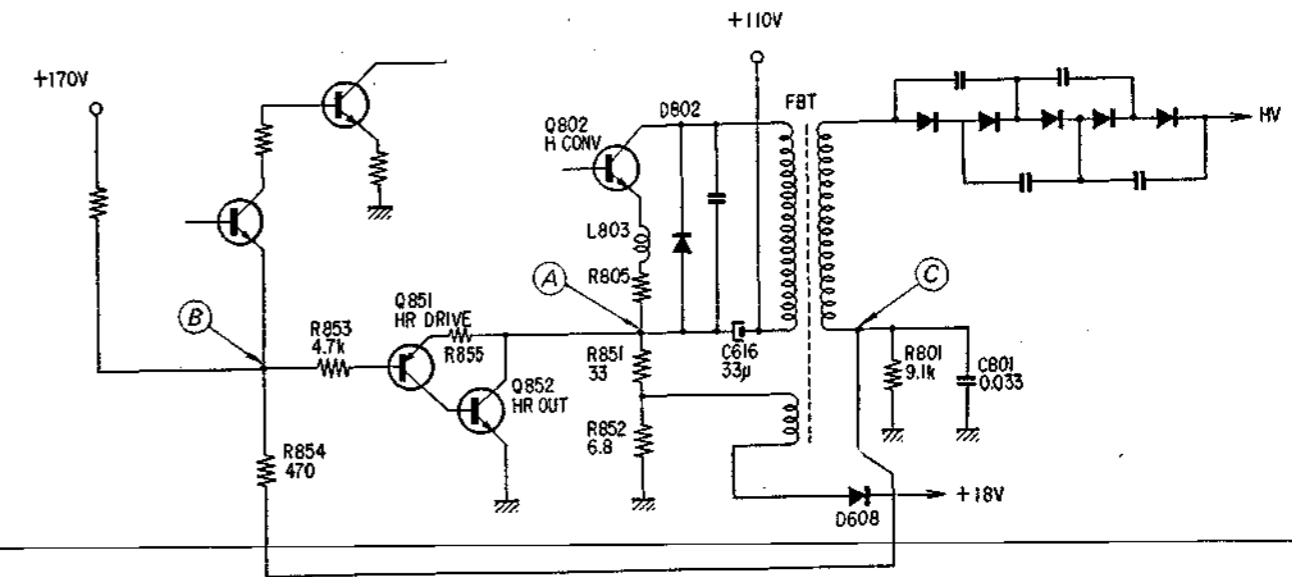 +110V
+170V
D802
FBT
HV
Q802
H CONV
L803
R805
A
C
B
Q851
HR DRIVE
R853
4.7k
R855
R851
33
C616
33μ
R801
9.1k
C801
0.033
Q852
HR OUT
R852
6.8
R854
470
+18V
D608